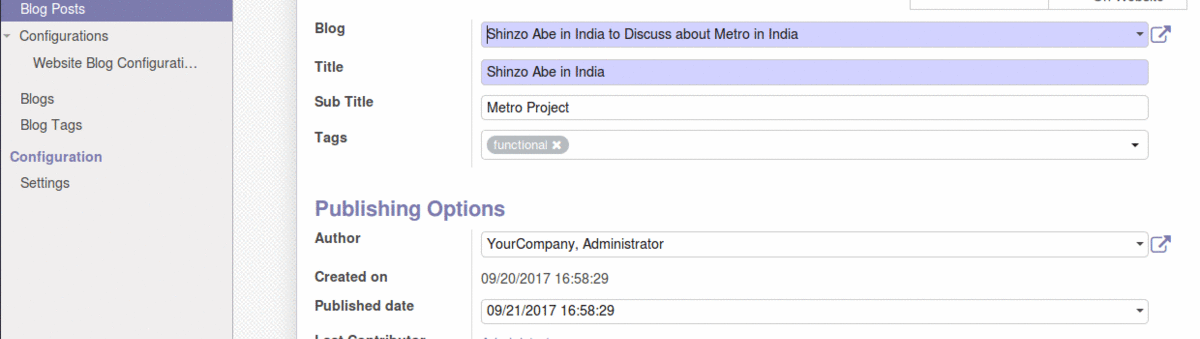 Blog Posts
Configurations
Website Blog Configurati...
Blogs
Blog Tags
Configuration
Settings
Blog
Shinzo Abe in India to Discuss about Metro in India
Title
Shinzo Abe in India
Sub Title
Metro Project
Tags
functional
Publishing Options
Author
YourCompany, Administrator
Created on
09/20/2017 16:58:29
Published date
09/21/2017 16:58:29